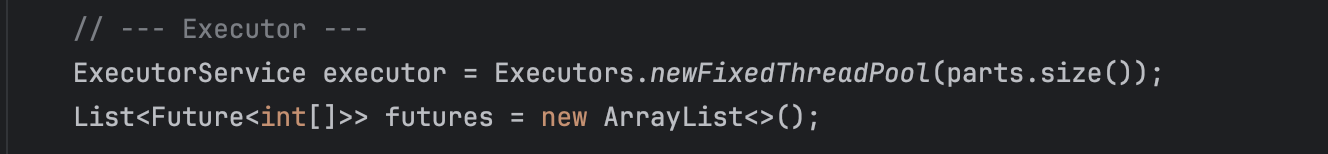 // --- Executor ---
ExecutorService executor = Executors.newFixedThreadPool(parts.size());
List<Future<int[]>> futures = new ArrayList<>();